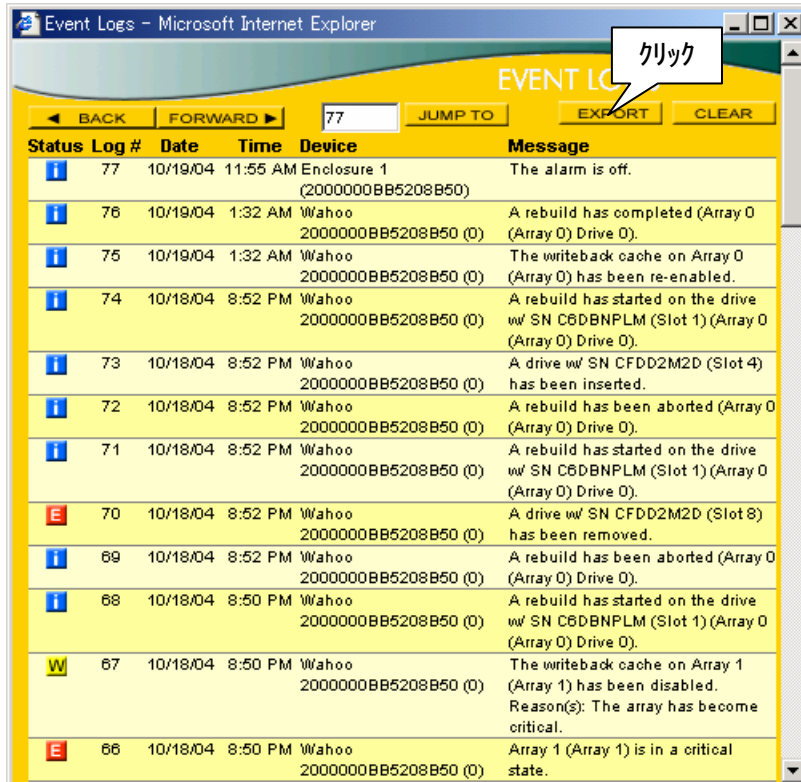 Event Logs - Microsoft Internet Explorer
クリック
EVENT LOGS
BACK FORWARD 77 JUMP TO EXPORT CLEAR
Status Log # Date Time Device Message
i 77 10/19/04 11:55 AM Enclosure 1 The alarm is off.
(2000000BB5208B50)
i 76 10/19/04 1:32 AM Wahoo A rebuild has completed (Array 0
2000000BB5208B50 (0) (Array 0) Drive 0).
i 75 10/19/04 1:32 AM Wahoo The writeback cache on Array 0
2000000BB5208B50 (0) (Array 0) has been re-enabled.
i 74 10/18/04 8:52 PM Wahoo A rebuild has started on the drive
2000000BB5208B50 (0) w/ SN C6DBNPLM (Slot 1) (Array 0
(Array 0) Drive 0).
i 73 10/18/04 8:52 PM Wahoo A drive w/ SN CFDD2M2D (Slot 4)
2000000BB5208B50 (0) has been inserted.
i 72 10/18/04 8:52 PM Wahoo A rebuild has been aborted (Array 0
2000000BB5208B50 (0) (Array 0) Drive 0).
i 71 10/18/04 8:52 PM Wahoo A rebuild has started on the drive
2000000BB5208B50 (0) w/ SN C6DBNPLM (Slot 1) (Array 0
(Array 0) Drive 0).
E 70 10/18/04 8:52 PM Wahoo A drive w/ SN CFDD2M2D (Slot 8)
2000000BB5208B50 (0) has been removed.
i 69 10/18/04 8:52 PM Wahoo A rebuild has been aborted (Array 0
2000000BB5208B50 (0) (Array 0) Drive 0).
i 68 10/18/04 8:50 PM Wahoo A rebuild has started on the drive
2000000BB5208B50 (0) w/ SN C6DBNPLM (Slot 1) (Array 0
(Array 0) Drive 0).
W 67 10/18/04 8:50 PM Wahoo The writeback cache on Array 1
2000000BB5208B50 (0) (Array 1) has been disabled.
Reason(s): The array has become
critical.
E 66 10/18/04 8:50 PM Wahoo Array 1 (Array 1) is in a critical
2000000BB5208B50 (0) state.